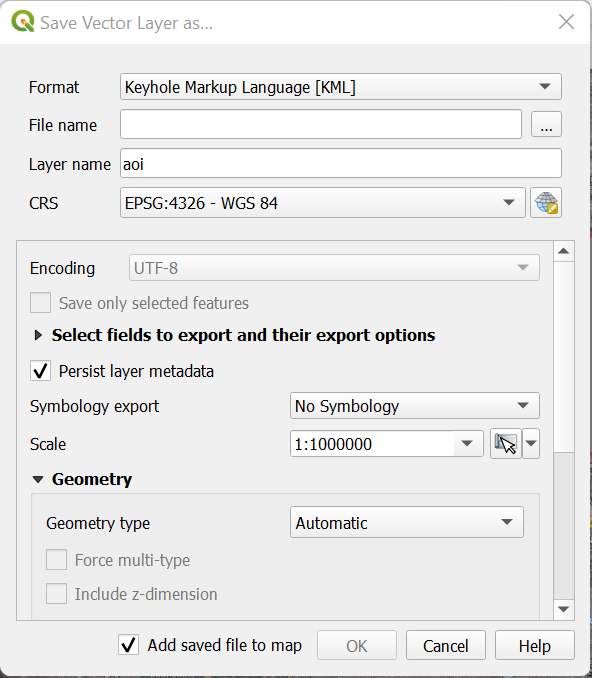 Save Vector Layer as...
Format Keyhole Markup Language [KML]
File name ...
Layer name aoi
CRS EPSG:4326 - WGS 84
Encoding UTF-8
Save only selected features
Select fields to export and their export options
Persist layer metadata
Symbology export No Symbology
Scale 1:1000000
Geometry
Geometry type Automatic
Force multi-type
Include z-dimension
Add saved file to map OK Cancel Help